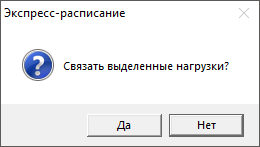 Экспресс-расписание
Связать выделенные нагрузки?
Да
Нет